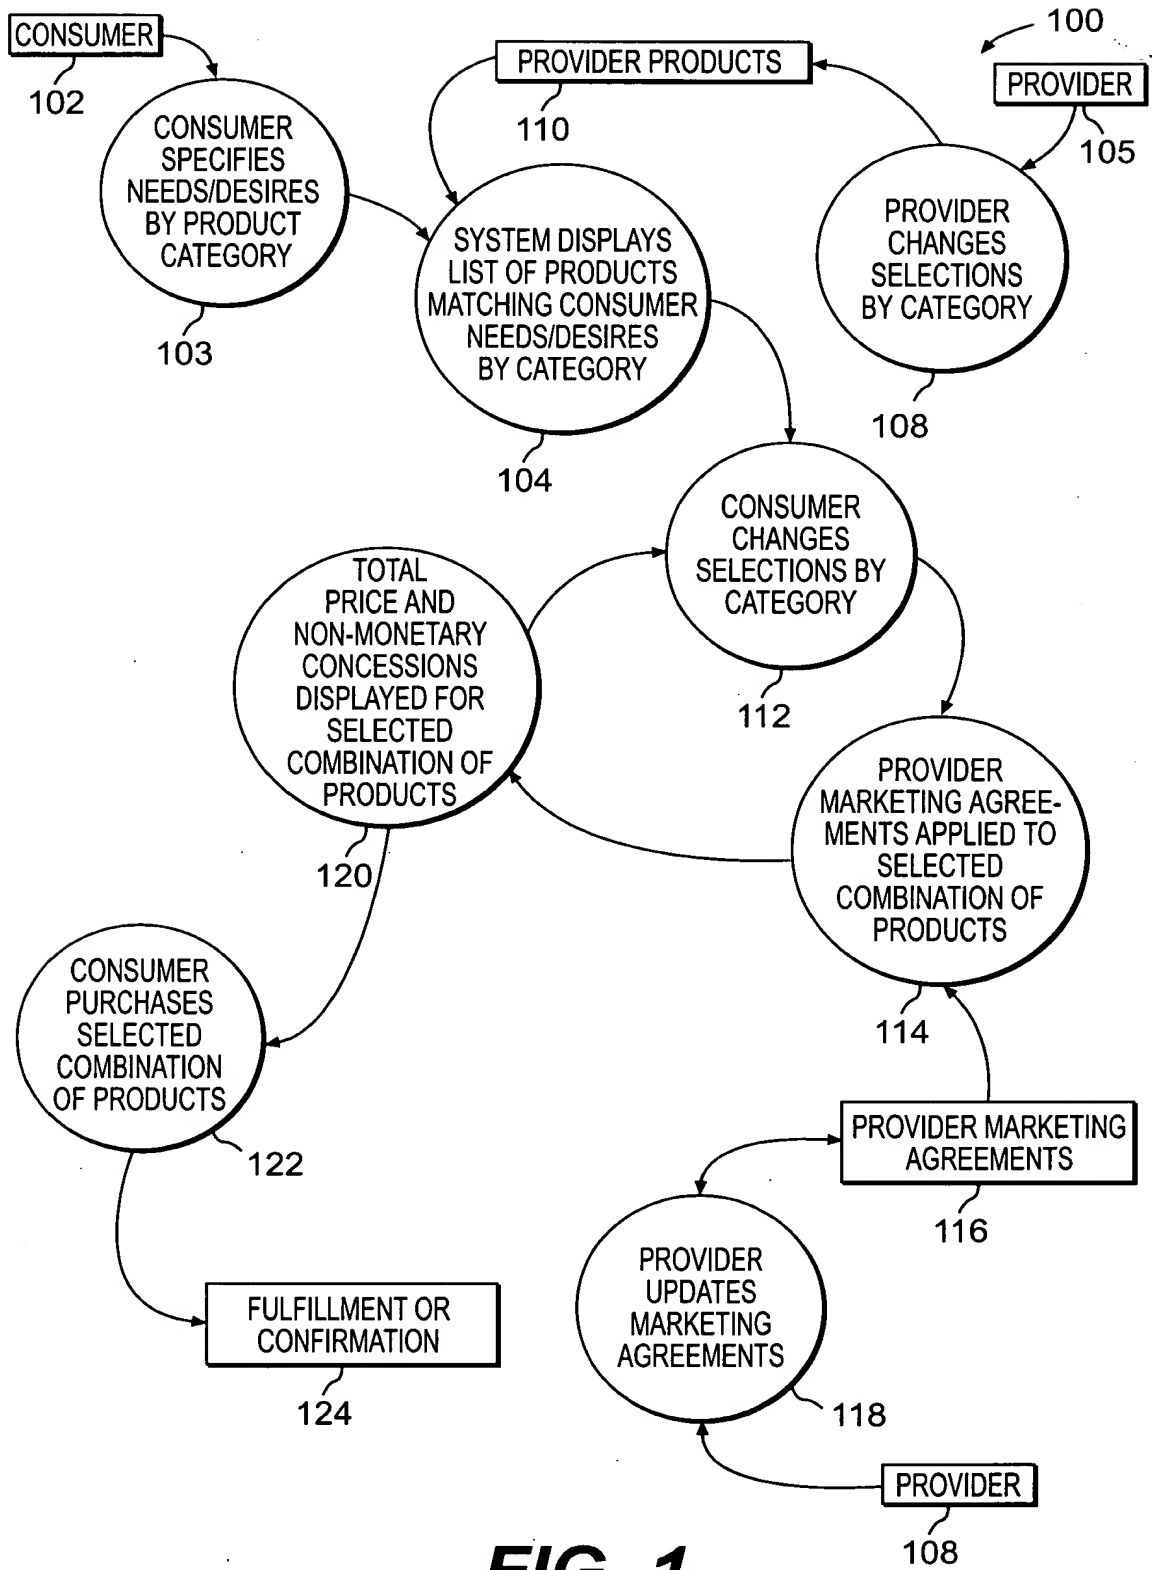 100
CONSUMER
102
PROVIDER PRODUCTS
110
PROVIDER
105
CONSUMER
SPECIFIES
NEEDS/DESIRES
BY PRODUCT
CATEGORY
103
SYSTEM DISPLAYS
LIST OF PRODUCTS
MATCHING CONSUMER
NEEDS/DESIRES
BY CATEGORY
104
PROVIDER
CHANGES
SELECTIONS
BY CATEGORY
108
CONSUMER
CHANGES
SELECTIONS BY
CATEGORY
112
TOTAL
PRICE AND
NON-MONETARY
CONCESSIONS
DISPLAYED FOR
SELECTED
COMBINATION OF
PRODUCTS
120
PROVIDER
MARKETING AGREE-
MENTS APPLIED TO
SELECTED
COMBINATION OF
PRODUCTS
114
CONSUMER
PURCHASES
SELECTED
COMBINATION
OF PRODUCTS
122
PROVIDER MARKETING
AGREEMENTS
116
PROVIDER
UPDATES
MARKETING
AGREEMENTS
118
FULFILLMENT OR
CONFIRMATION
124
PROVIDER
108
FIG. 1